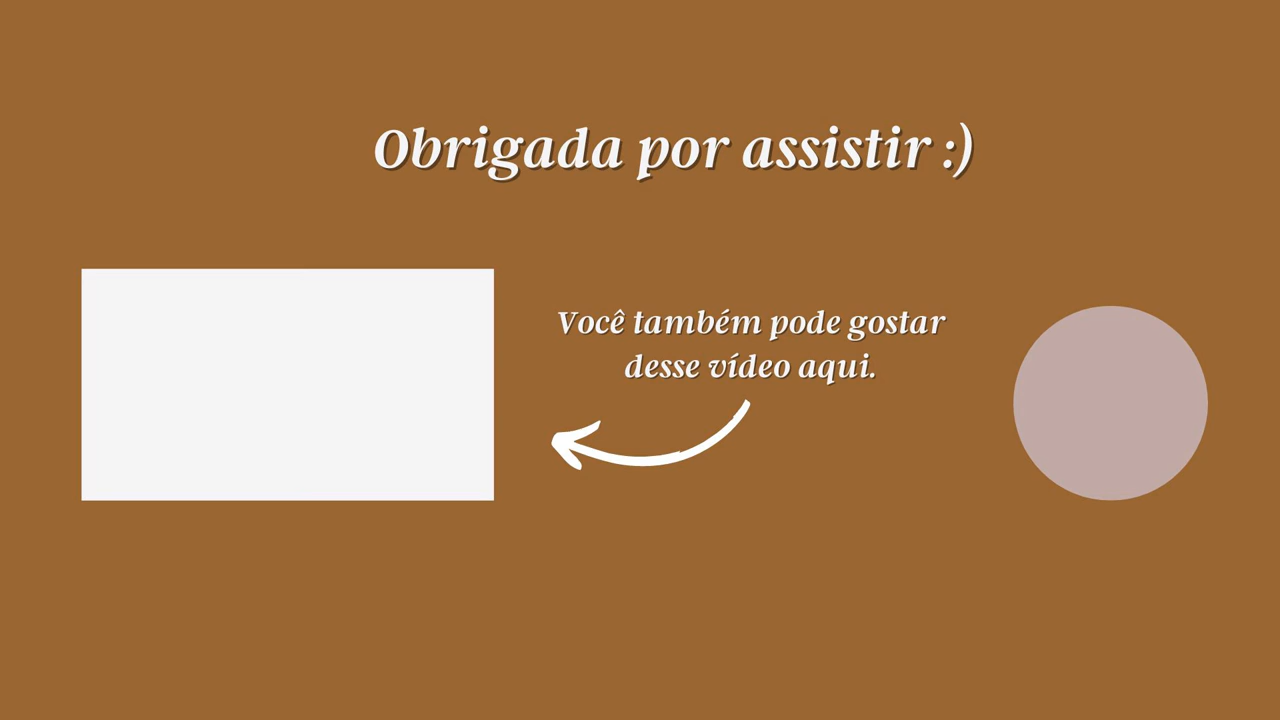 Obrigada por assistir :)
Você também pode gostar
desse vídeo aqui.